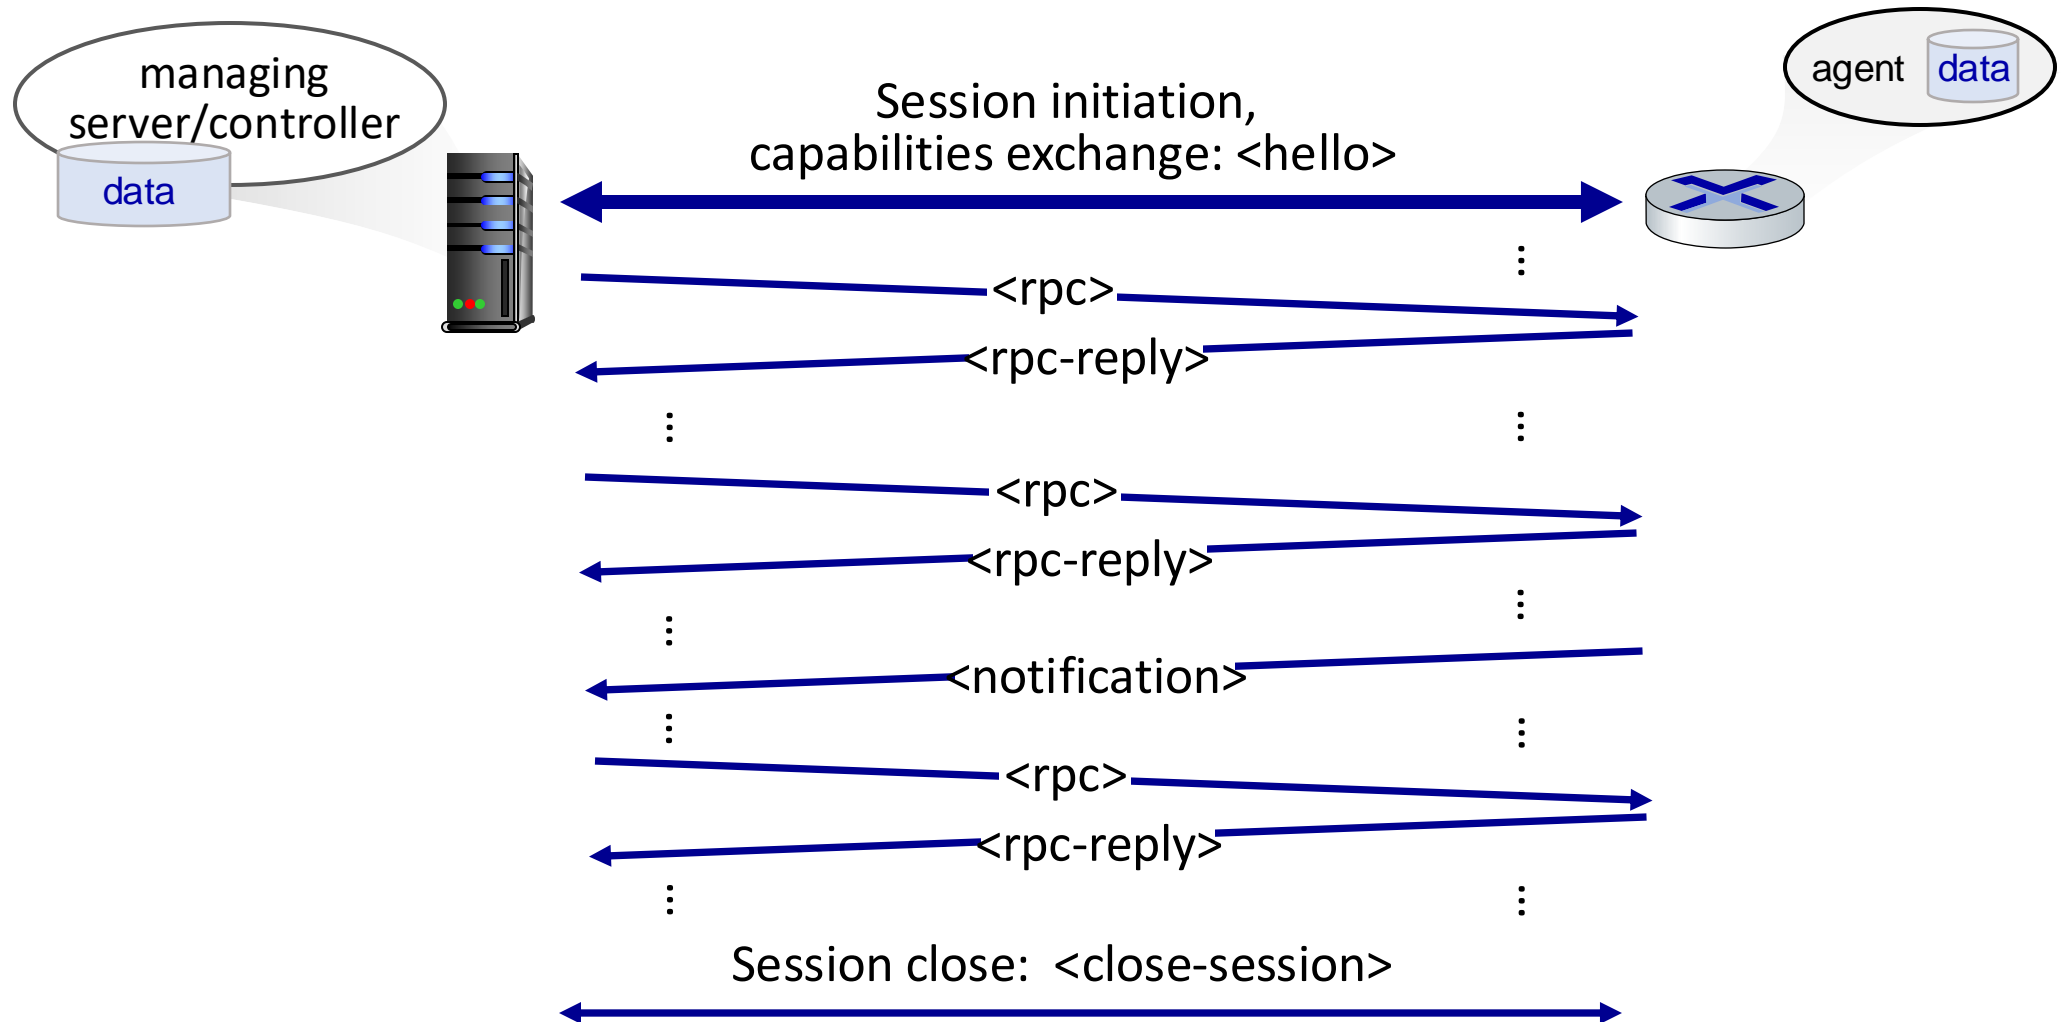 managing
server/controller
data
agent
data
Session initiation,
capabilities exchange: <hello>
<rpc>
<rpc-reply>
<rpc>
<rpc-reply>
<notification>
<rpc>
<rpc-reply>
Session close: <close-session>